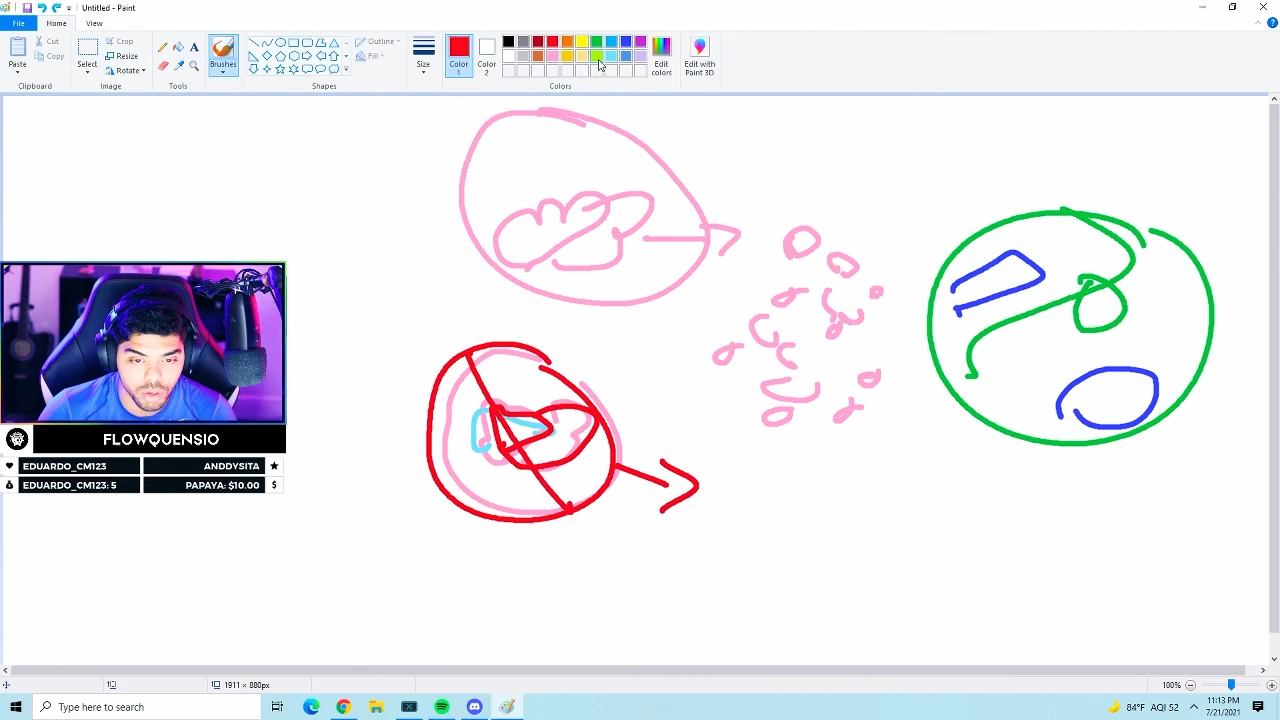 Untitled - Paint
File
Home
View
Paste
Cut
Copy
Clipboard
Select
Crop
Resize
Rotate
Image
A
Tools
Brushes
Shapes
Outline
Fill
Size
Color 1
Color 2
Edit colors
Colors
Edit with Paint 3D
FLOWQUENSIO
EDUARDO_CM123
ANDDYSITA
EDUARDO_CM123: 5
PAPAYA: $10.00
$
1911 × 880px
100%
Type here to search
84°F AQI 52
11:13 PM
7/21/2021